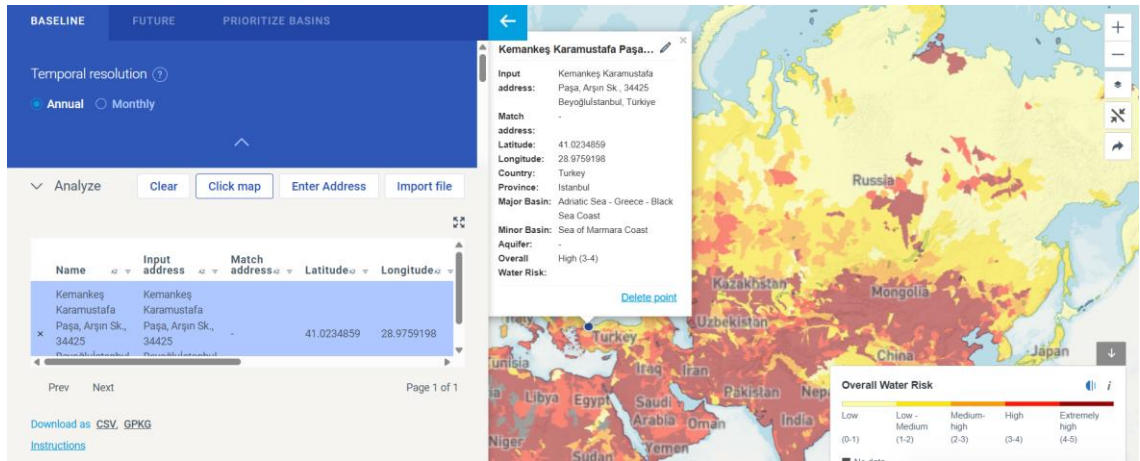 BASELINE FUTURE PRIORITIZE BASINS
Temporal resolution ?
Annual Monthly
Analyze Clear Click map Enter Address Import file
Name Input address Match address Latitude Longitude
Kemankeş
Karamustafa
Paşa, Arşın Sk.,
34425
Kemankeş
Karamustafa
Paşa, Arşın Sk.,
34425
-
41.0234859
28.9759198
× 
Prev Next Page 1 of 1
Download as CSV, GPKG
Instructions
Kemankeş Karamustafa Paşa... ×
Input address: Kemankeş Karamustafa
Paşa, Arşın Sk., 34425
Beyoğluİstanbul, Türkiye
Match address: -
Latitude: 41.0234859
Longitude: 28.9759198
Country: Turkey
Province: Istanbul
Major Basin: Adriatic Sea - Greece - Black
Sea Coast
Minor Basin: Sea of Marmara Coast
Aquifer: -
Overall Water Risk: High (3-4)
Delete point
Russia
Kazakhstan
Mongolia
Uzbekistan
Italy
Turkey
China
Japan
Tunisia
Iraq Iran
Pakistan
Nepa
Libya Egypt
Saudi
Arabia
Oman
India
Niger
Sudan
Yemen
Overall Water Risk i
Low Low - Medium Medium-high High Extremely high
(0-1) (1-2) (2-3) (3-4) (4-5)
No data